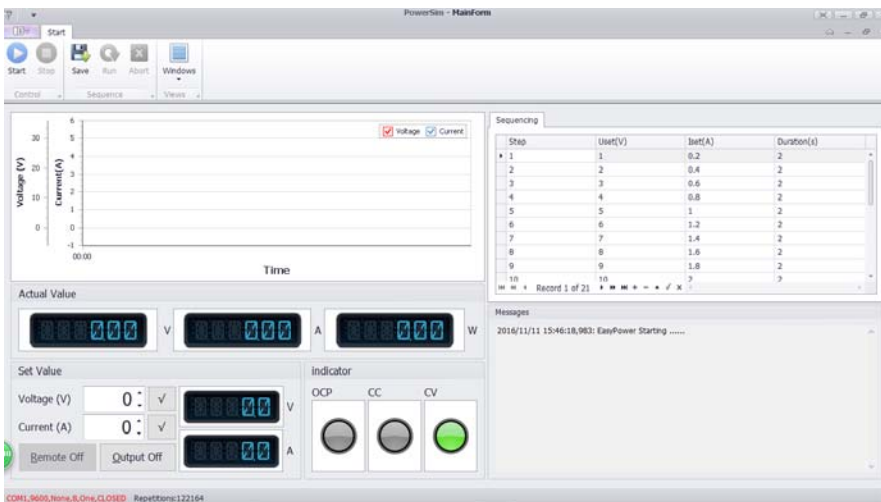 PowerSim - MainForm
Start
Start Stop Save Run Abort Windows
Control Sequence Views
Voltage Current
Voltage (V)
30
20
10
0
Current(A)
6
5
4
3
2
1
0
-1
00:00
Time
Sequencing
Step Uset(V) Iset(A) Duration(s)
1 1 0.2 2
2 2 0.4 2
3 3 0.6 2
4 4 0.8 2
5 5 1 2
6 6 1.2 2
7 7 1.4 2
8 8 1.6 2
9 9 1.8 2
10 10 2 2
Record 1 of 21
Actual Value
000 V 000 A 000 W
Messages
2016/11/11 15:46:18,983: EasyPower Starting ......
Set Value
Voltage (V) 0 √ 00 V
Current (A) 0 √ 00 A
Remote Off Output Off
indicator
OCP CC CV
COM1,9600,None,8,One,CLOSED Repetitions:122164